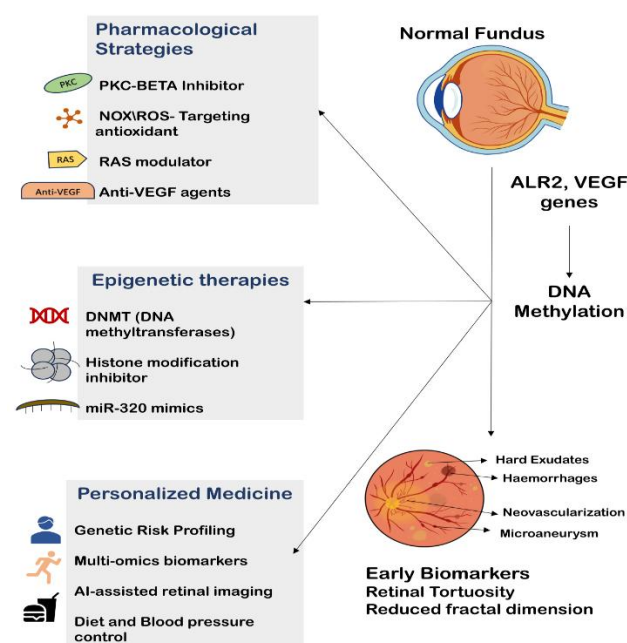 Pharmacological
Strategies
PKC
PKC-BETA Inhibitor
NOX\ROS- Targeting
antioxidant
RAS
RAS modulator
Anti-VEGF
Anti-VEGF agents
Normal Fundus
ALR2, VEGF
genes
DNA
Methylation
Epigenetic therapies
DNMT (DNA
methyltransferases)
Histone modification
inhibitor
miR-320 mimics
Hard Exudates
Haemorrhages
Neovascularization
Microaneurysm
Early Biomarkers
Retinal Tortuosity
Reduced fractal dimension
Personalized Medicine
Genetic Risk Profiling
Multi-omics biomarkers
AI-assisted retinal imaging
Diet and Blood pressure
control